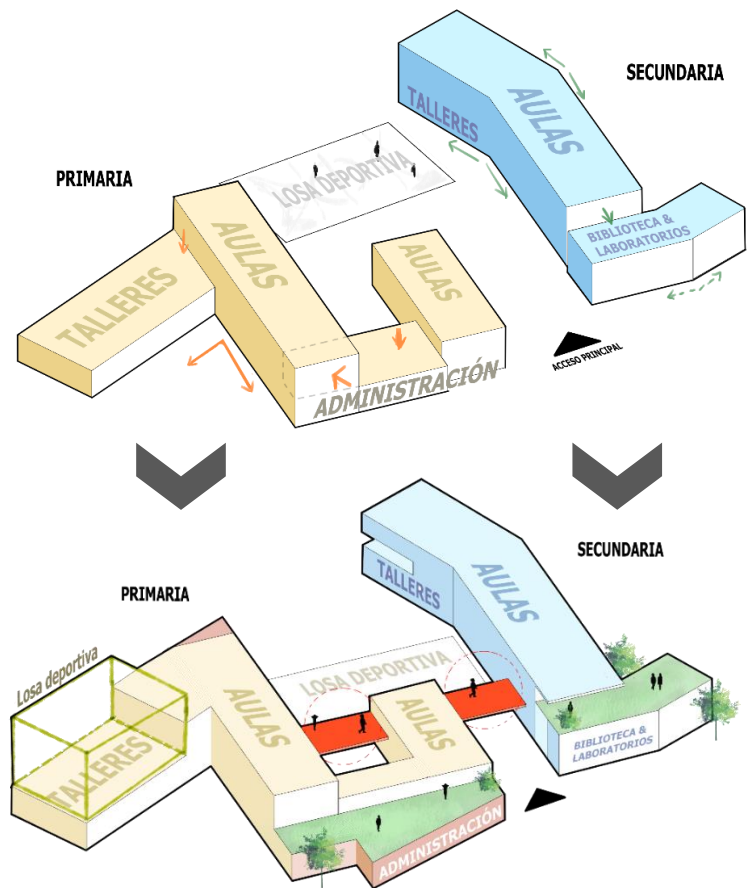 SECUNDARIA
AULAS
TALLERES
LOSA DEPORTIVA
PRIMARIA
AULAS
AULAS
BIBLIOTECA &
LABORATORIOS
TALLERES
ACCESO PRINCIPAL
ADMINISTRACIÓN
SECUNDARIA
TALLERES
AULAS
PRIMARIA
Losa deportiva
LOSA DEPORTIVA
AULAS
AULAS
BIBLIOTECA &
LABORATORIOS
TALLERES
ADMINISTRACIÓN